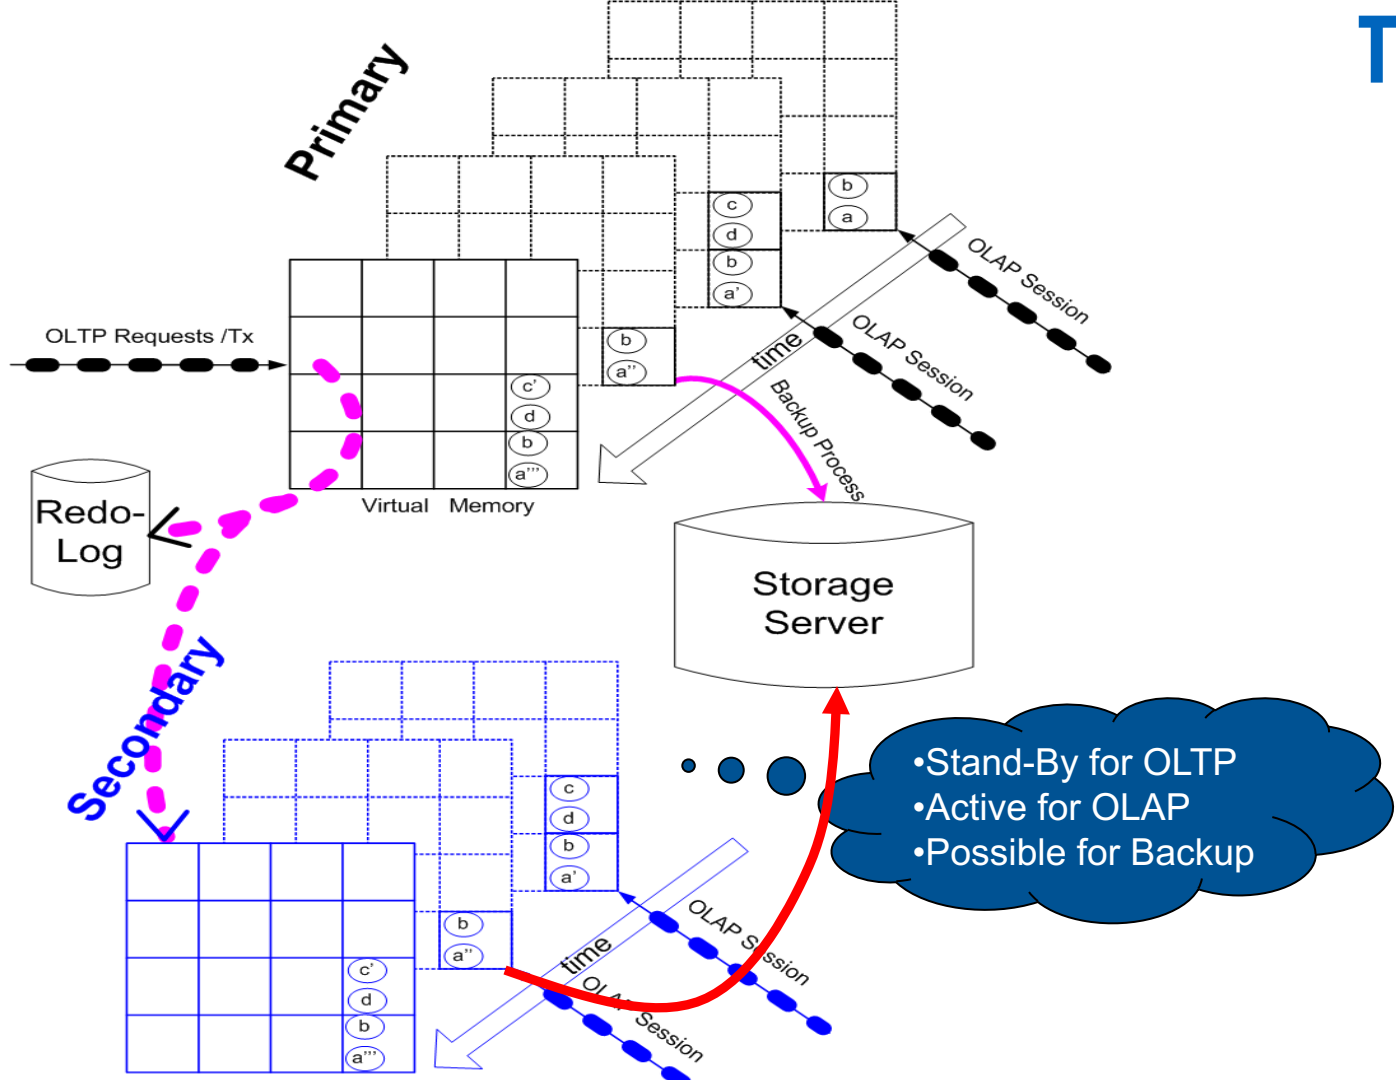 T
Primary
b
a
c
d
b
a'
OLAP Session
OLAP Session
OLTP Requests /Tx
b
a''
time
c'
d
b
a'''
Backup Process
Virtual Memory
Redo-
Log
Storage
Server
Secondary
•Stand-By for OLTP
•Active for OLAP
•Possible for Backup
c
d
b
a'
b
a''
time
OLAP Session
OLAP Session
c'
d
b
a'''